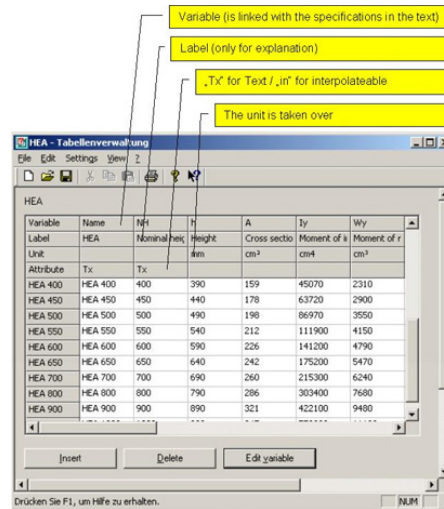 Variable (is linked with the specifications in the text)
Label (only for explanation)
„Tx" for Text / „in" for interpolateable
The unit is taken over
HEA - Tabellenverwaltung
File Edit Settings View ?
HEA
Variable Name NH h A Iy Wy
Label HEA Nominal heig Height Cross sectio Moment of i Moment of r
Unit mm cm² cm4 cm³
Attribute Tx Tx
HEA 400 HEA 400 400 390 159 45070 2310
HEA 450 HEA 450 450 440 178 63720 2900
HEA 500 HEA 500 500 490 198 86970 3550
HEA 550 HEA 550 550 540 212 111900 4150
HEA 600 HEA 600 600 590 226 141200 4790
HEA 650 HEA 650 650 640 242 175200 5470
HEA 700 HEA 700 700 690 260 215300 6240
HEA 800 HEA 800 800 790 286 303400 7680
HEA 900 HEA 900 900 890 321 422100 9480
Insert Delete Edit variable
Drücken Sie F1, um Hilfe zu erhalten. NUM